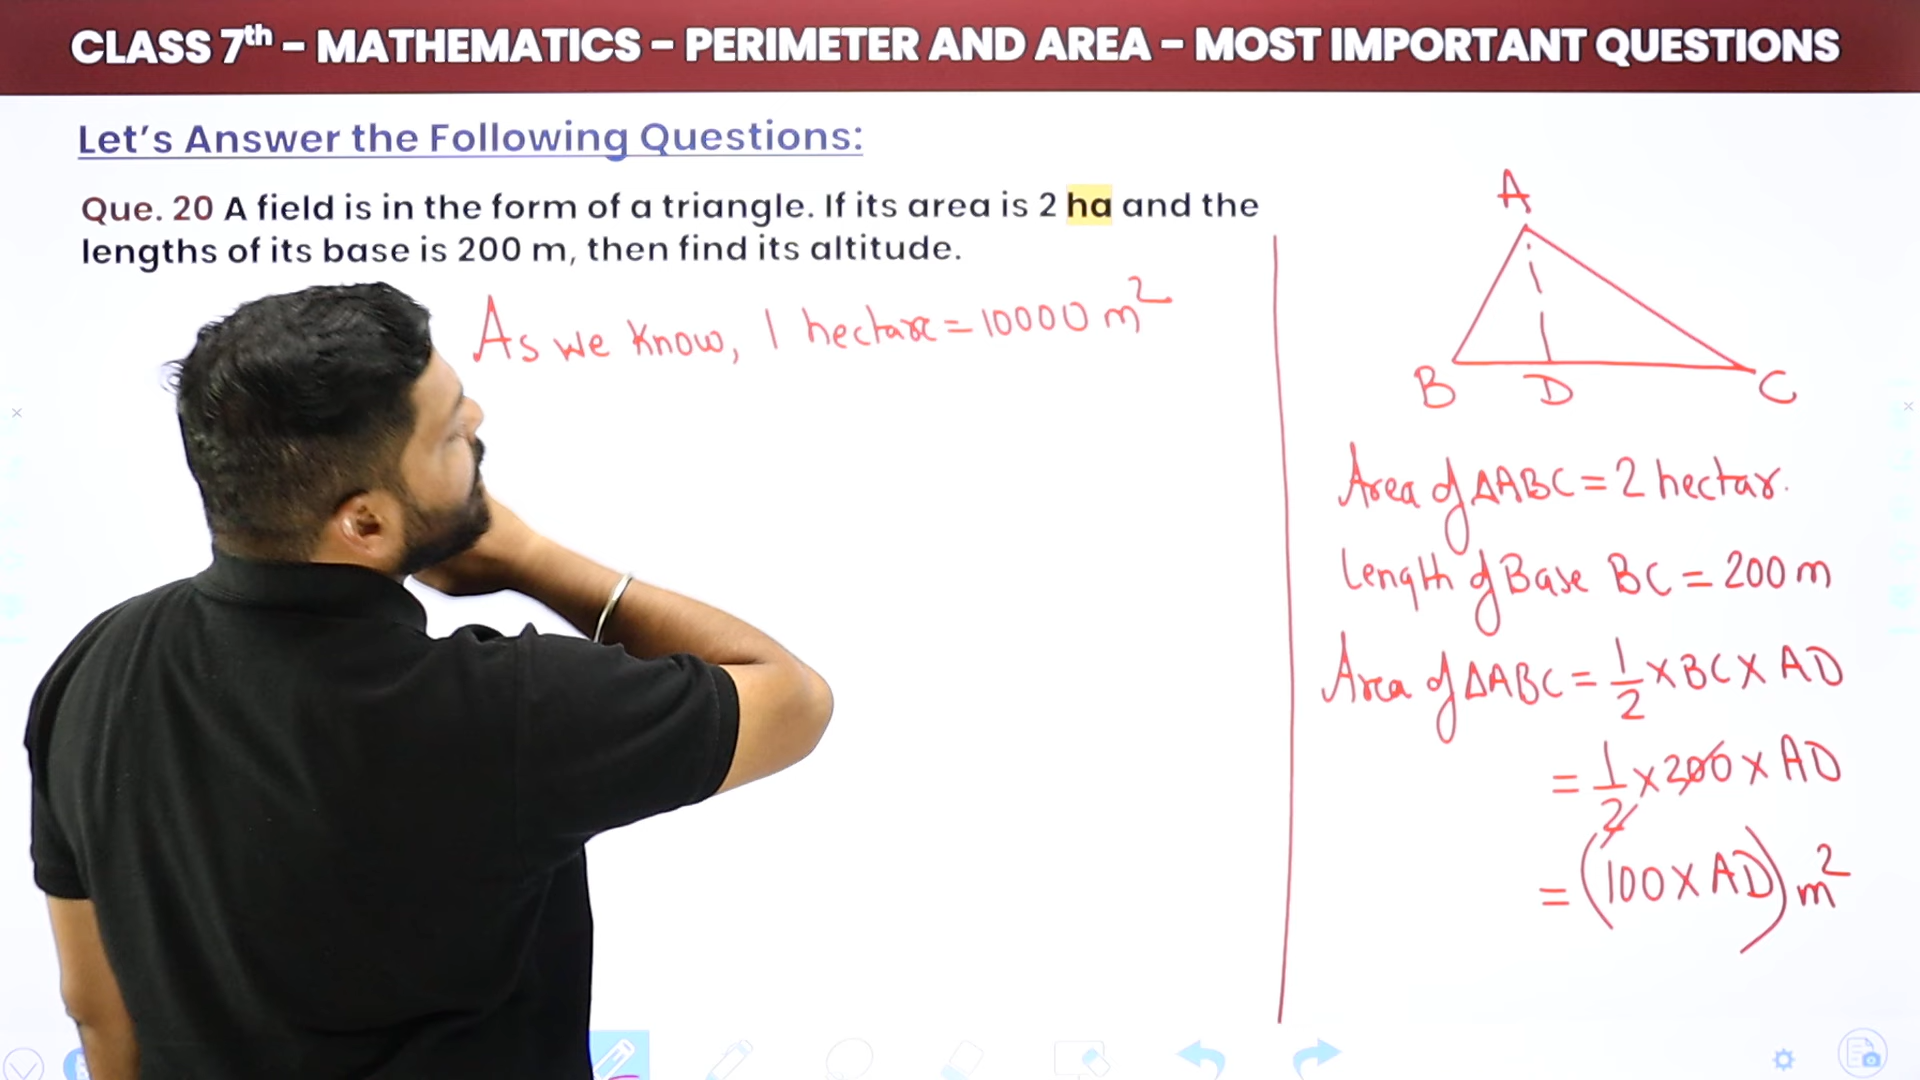 CLASS 7th - MATHEMATICS - PERIMETER AND AREA - MOST IMPORTANT QUESTIONS
Let's Answer the Following Questions:
Que. 20 A field is in the form of a triangle. If its area is 2 ha and the
lengths of its base is 200 m, then find its altitude.
As we know, 1 hectare = 10000 m²
A
B D C
Area of ΔABC = 2 hectar.
Length of Base BC = 200 m
Area of ΔABC = 1/2 × BC × AD
= 1/2 × 200 × AD
= (100 × AD) m²